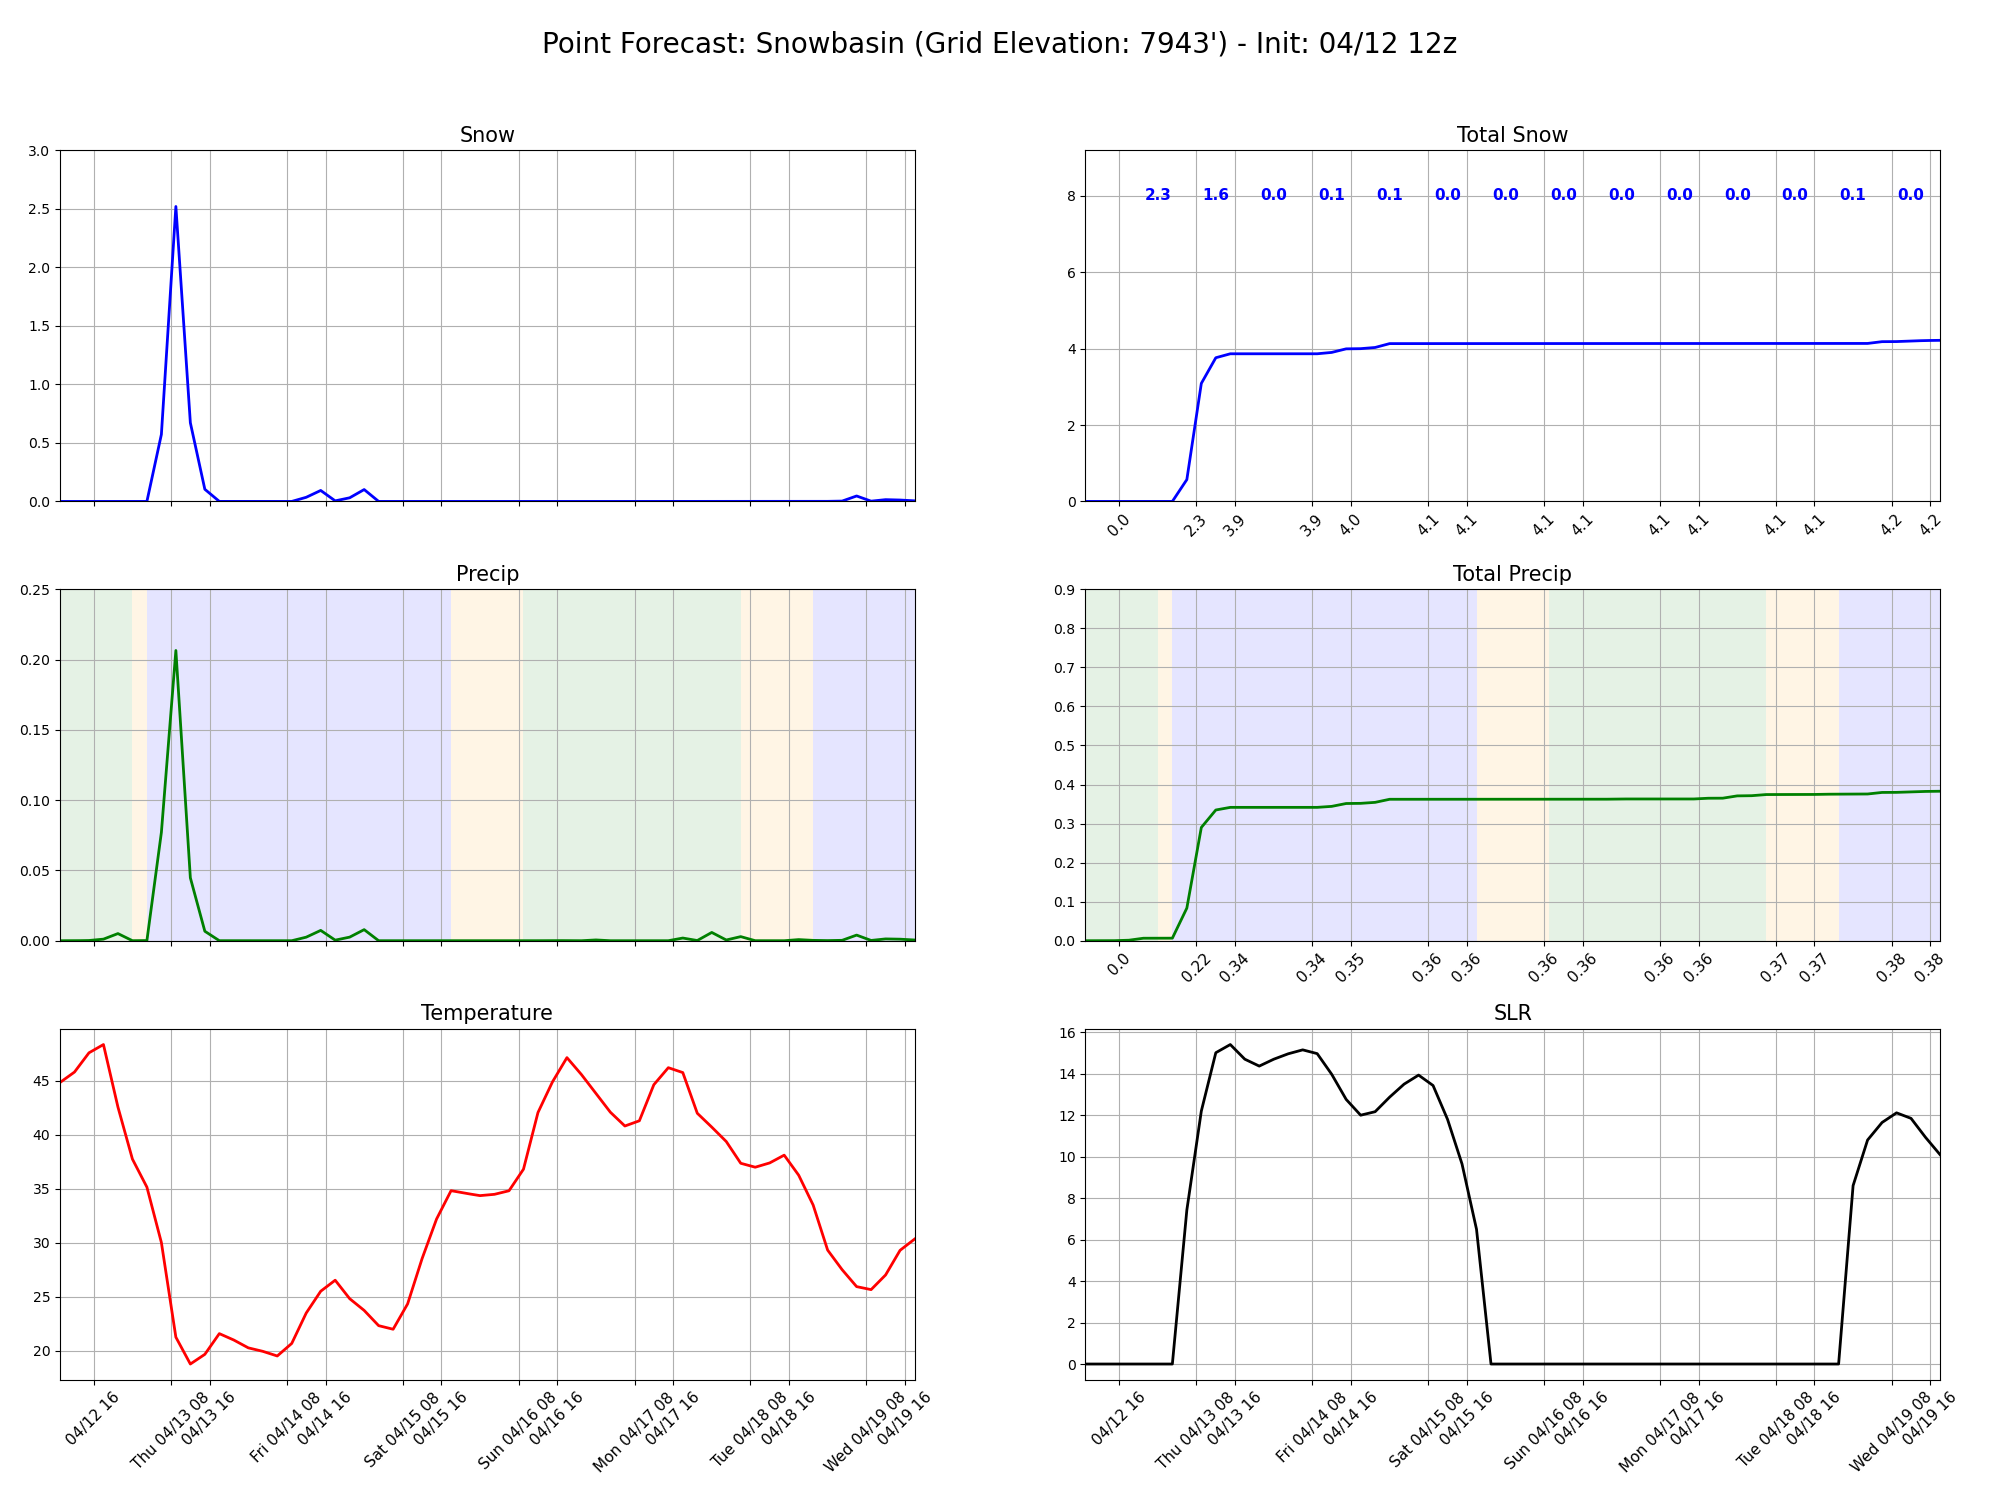 Point Forecast: Snowbasin (Grid Elevation: 7943') - Init: 04/12 12z
Snow
3.0
2.5
2.0
1.5
1.0
0.5
0.0
Total Snow
8
6
4
2
0
2.3 1.6 0.0 0.1 0.1 0.0 0.0 0.0 0.0 0.0 0.0 0.0 0.1 0.0
0.0 2.3 3.9 3.9 4.0 4.1 4.1 4.1 4.1 4.1 4.1 4.1 4.1 4.2 4.2
Precip
0.25
0.20
0.15
0.10
0.05
0.00
Total Precip
0.9
0.8
0.7
0.6
0.5
0.4
0.3
0.2
0.1
0.0
0.0 0.22 0.34 0.34 0.35 0.36 0.36 0.36 0.36 0.36 0.36 0.37 0.37 0.38 0.38
Temperature
45
40
35
30
25
20
04/12 16
Thu 04/13 08
04/13 16
Fri 04/14 08
04/14 16
Sat 04/15 08
04/15 16
Sun 04/16 08
04/16 16
Mon 04/17 08
04/17 16
Tue 04/18 08
04/18 16
Wed 04/19 08
04/19 16
SLR
16
14
12
10
8
6
4
2
0
04/12 16
Thu 04/13 08
04/13 16
Fri 04/14 08
04/14 16
Sat 04/15 08
04/15 16
Sun 04/16 08
04/16 16
Mon 04/17 08
04/17 16
Tue 04/18 08
04/18 16
Wed 04/19 08
04/19 16